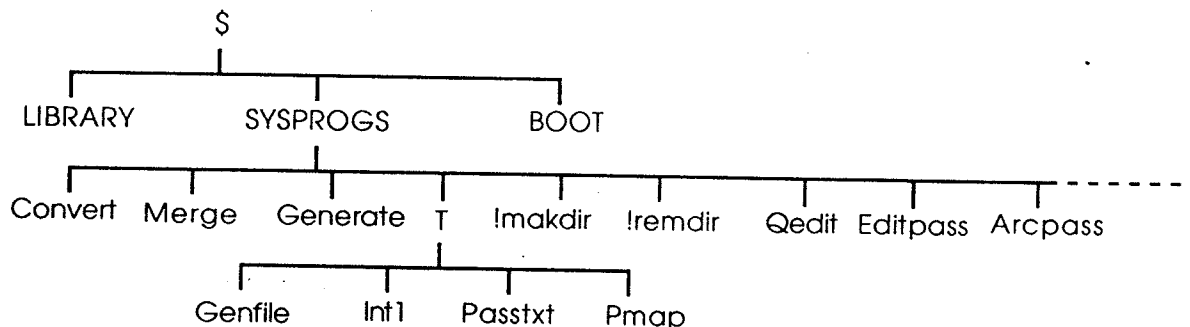 $
LIBRARY SYSPROGS BOOT
Convert Merge Generate T !makdir !remdir Qedit Editpass Arcpass
Genfile Int1 Passtxt Pmap